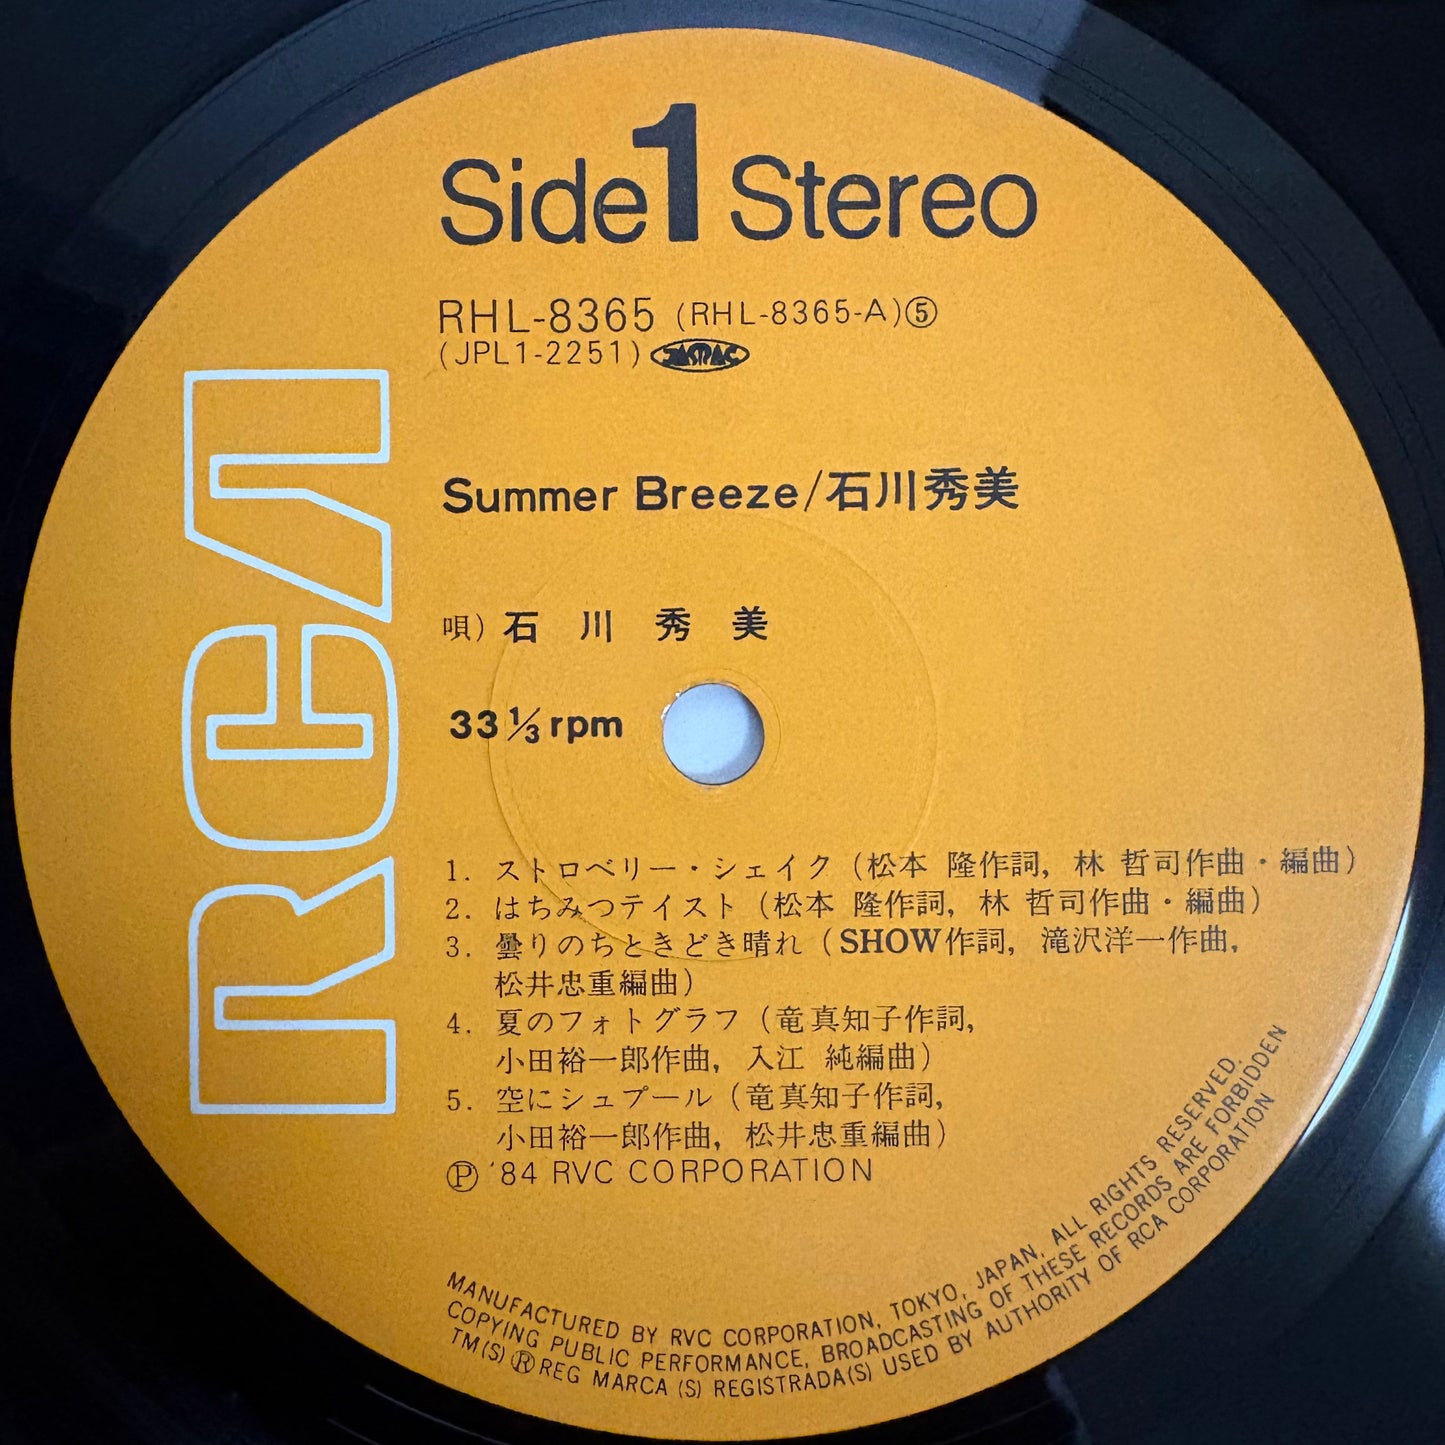 Side 1 Stereo
RHL-8365 (RHL-8365-A)⑤
(JPL1-2251) JASRAC
RCA
Summer Breeze/石川秀美
唄) 石川秀美
33⅓rpm
1. ストロベリー・シェイク (松本 隆作詞, 林 哲司作曲・編曲)
2. はちみつテイスト (松本 隆作詞, 林 哲司作曲・編曲)
3. 曇りのちときどき晴れ (SHOW作詞, 滝沢洋一作曲,
松井忠重編曲)
4. 夏のフォトグラフ (竜真知子作詞,
小田裕一郎作曲, 入江 純編曲)
5. 空にシュプール (竜真知子作詞,
小田裕一郎作曲, 松井忠重編曲)
Ⓟ '84 RVC CORPORATION
MANUFACTURED BY RVC CORPORATION, TOKYO, JAPAN, ALL RIGHTS RESERVED.
COPYING PUBLIC PERFORMANCE, BROADCASTING OF THESE RECORDS ARE FORBIDDEN
TM(S) ® REG MARCA (S) REGISTRADA(S) USED BY AUTHORITY OF RCA CORPORATION